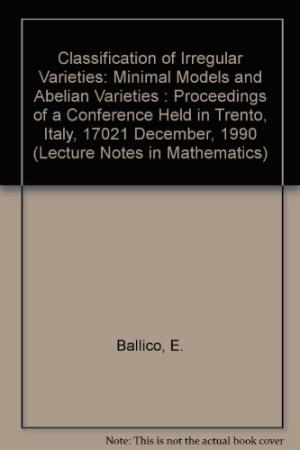 Classification of Irregular
Varieties: Minimal Models and
Abelian Varieties : Proceedings
of a Conference Held in Trento,
Italy, 17021 December, 1990
(Lecture Notes in Mathematics)
Ballico, E.
Note: This is not the actual book cover